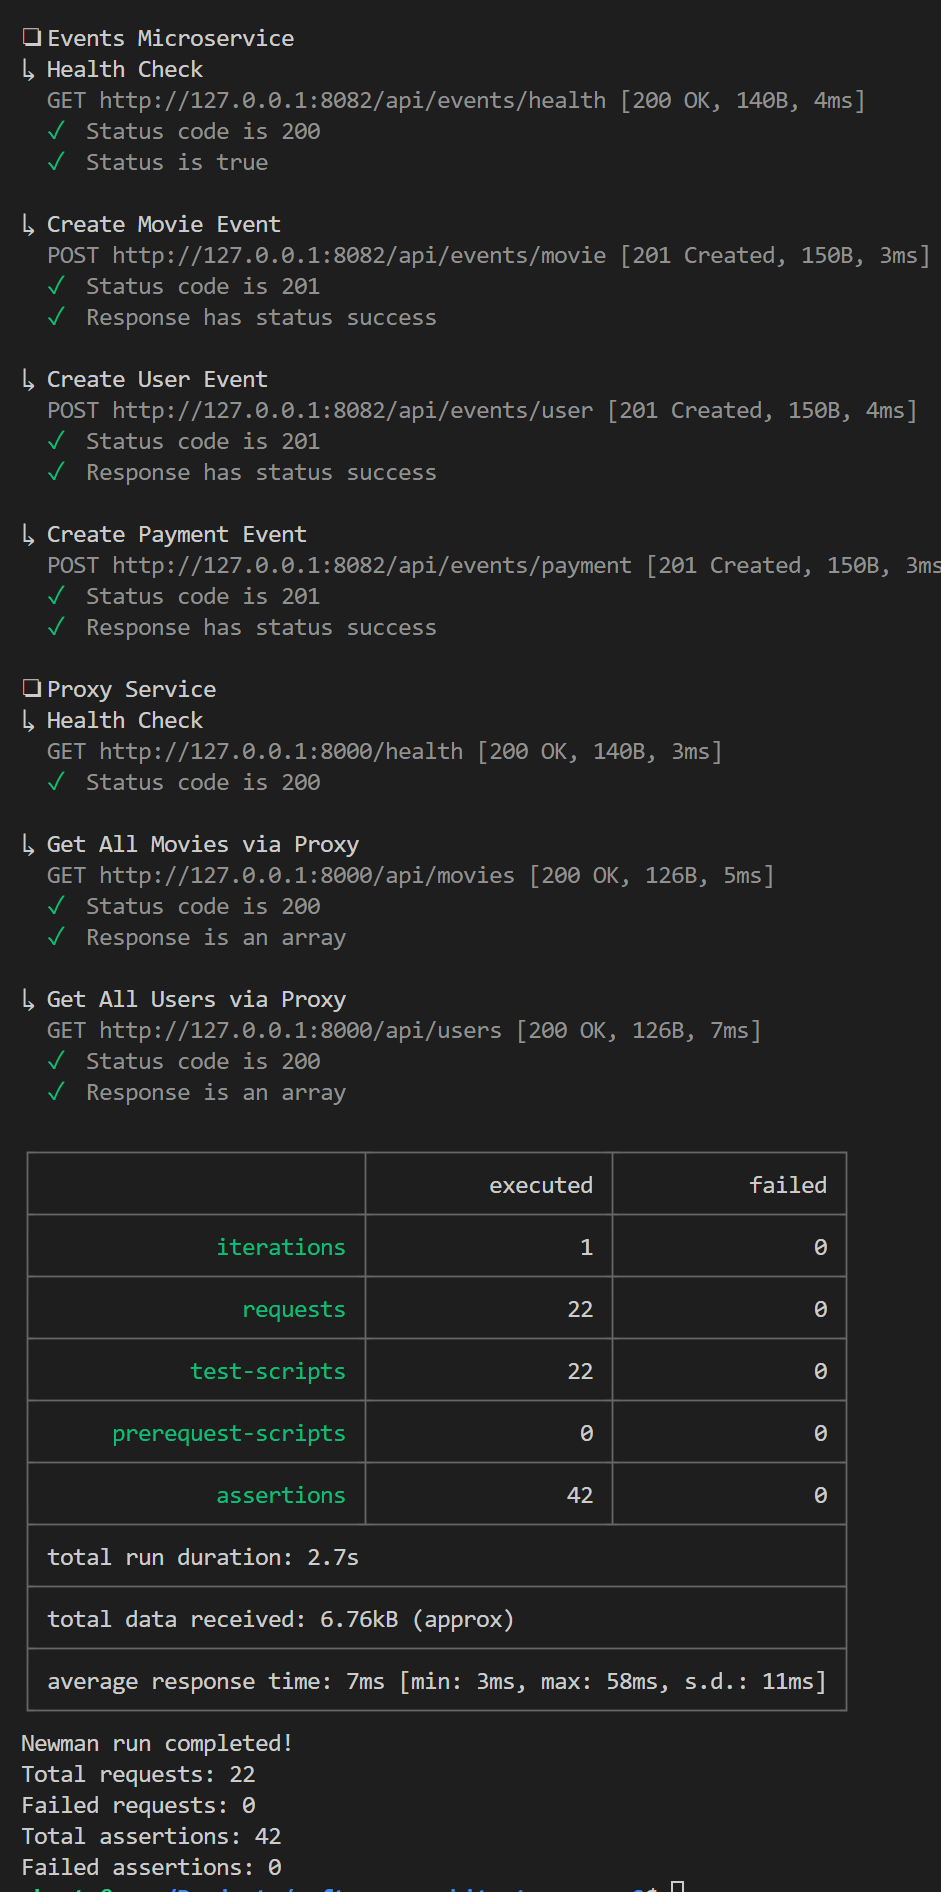 ❏ Events Microservice
↳ Health Check
GET http://127.0.0.1:8082/api/events/health [200 OK, 140B, 4ms]
✓ Status code is 200
✓ Status is true
↳ Create Movie Event
POST http://127.0.0.1:8082/api/events/movie [201 Created, 150B, 3ms]
✓ Status code is 201
✓ Response has status success
↳ Create User Event
POST http://127.0.0.1:8082/api/events/user [201 Created, 150B, 4ms]
✓ Status code is 201
✓ Response has status success
↳ Create Payment Event
POST http://127.0.0.1:8082/api/events/payment [201 Created, 150B, 3ms
✓ Status code is 201
✓ Response has status success
❏ Proxy Service
↳ Health Check
GET http://127.0.0.1:8000/health [200 OK, 140B, 3ms]
✓ Status code is 200
↳ Get All Movies via Proxy
GET http://127.0.0.1:8000/api/movies [200 OK, 126B, 5ms]
✓ Status code is 200
✓ Response is an array
↳ Get All Users via Proxy
GET http://127.0.0.1:8000/api/users [200 OK, 126B, 7ms]
✓ Status code is 200
✓ Response is an array
executed failed
iterations 1 0
requests 22 0
test-scripts 22 0
prerequest-scripts 0 0
assertions 42 0
total run duration: 2.7s
total data received: 6.76kB (approx)
average response time: 7ms [min: 3ms, max: 58ms, s.d.: 11ms]
Newman run completed!
Total requests: 22
Failed requests: 0
Total assertions: 42
Failed assertions: 0